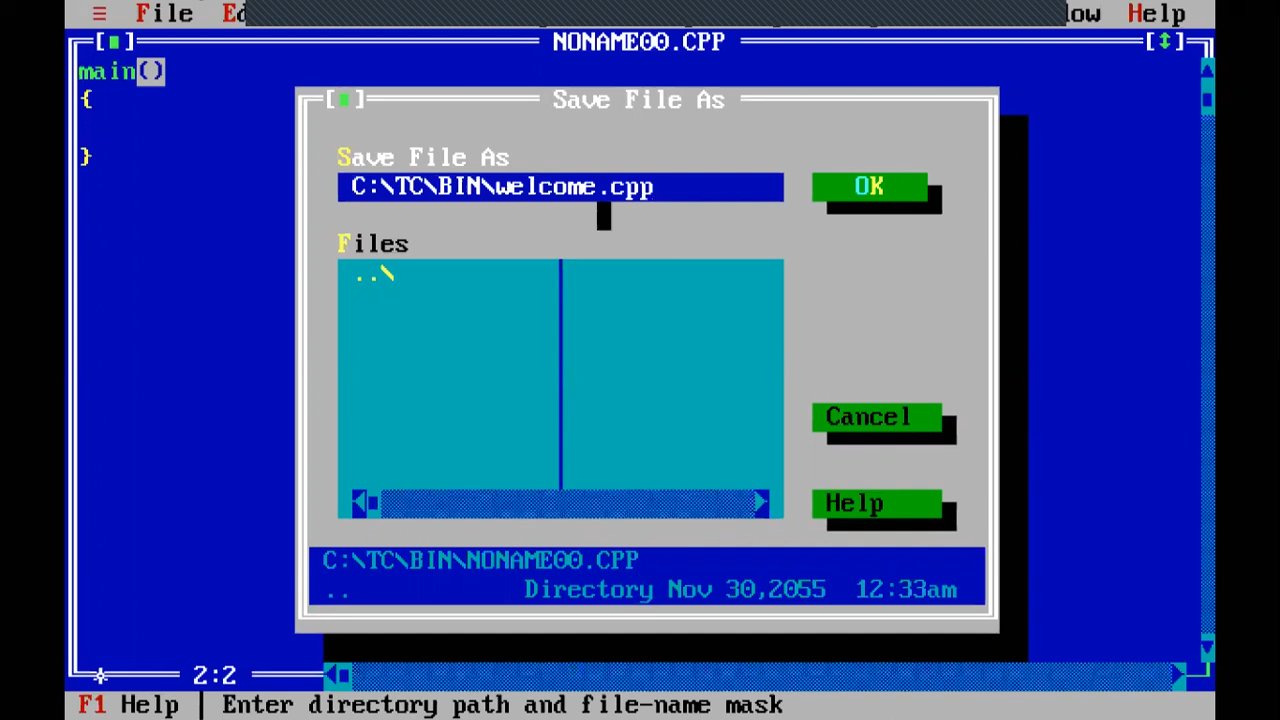 ≡ File Ed ow Help
[■] NONAME00.CPP [↕]
main()
{
}
[■] Save File As
Save File As
C:\TC\BIN\welcome.cpp OK
Files
..\
Cancel
Help
C:\TC\BIN\NONAME00.CPP
.. Directory Nov 30,2055 12:33am
2:2
F1 Help │ Enter directory path and file-name mask